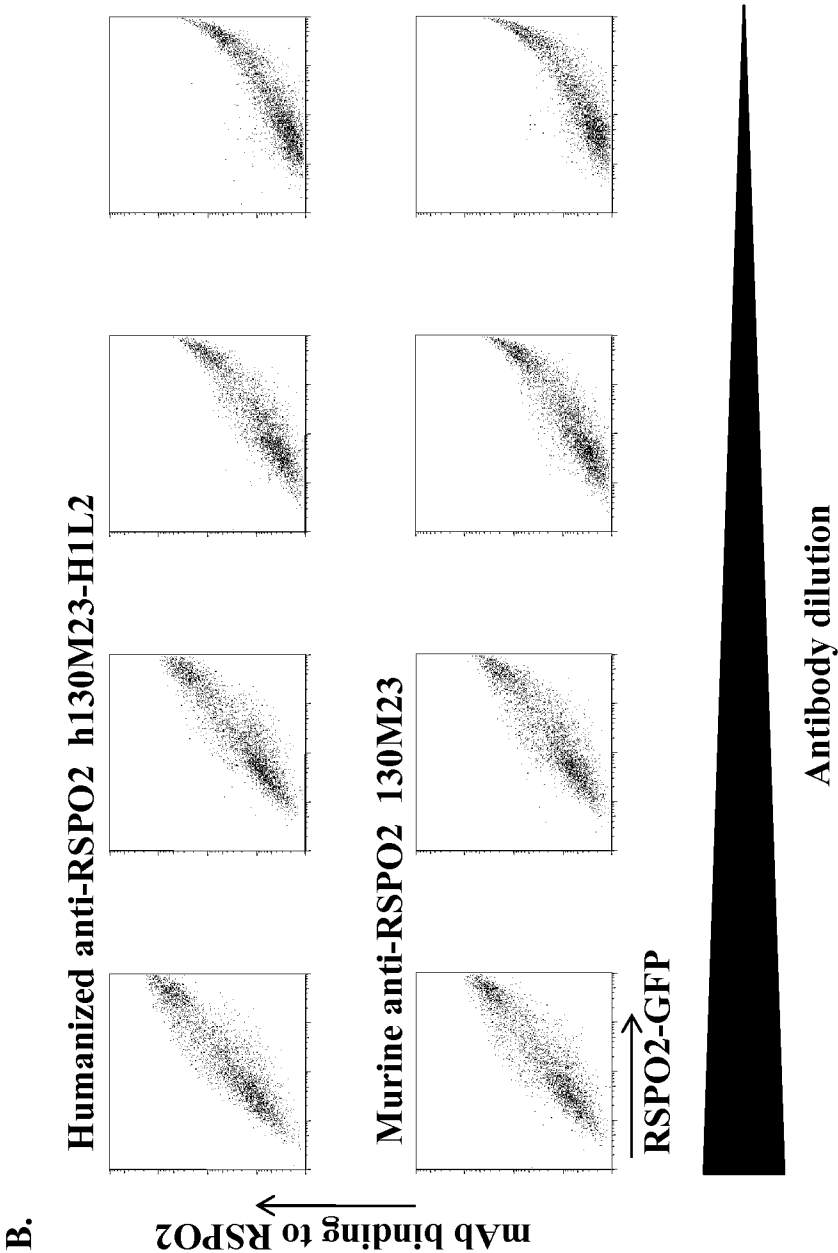 B.
Humanized anti-RSPO2 h130M23-H1L2
Murine anti-RSPO2 130M23
mAb binding to RSPO2
RSPO2-GFP
Antibody dilution